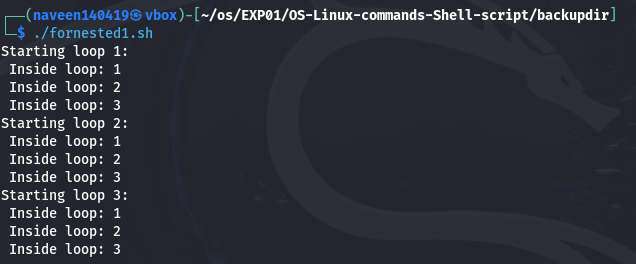 ┌──(naveen140419㉿vbox)-[~/os/EXP01/OS-Linux-commands-Shell-script/backupdir]
└─$ ./fornested1.sh
Starting loop 1:
 Inside loop: 1
 Inside loop: 2
 Inside loop: 3
Starting loop 2:
 Inside loop: 1
 Inside loop: 2
 Inside loop: 3
Starting loop 3:
 Inside loop: 1
 Inside loop: 2
 Inside loop: 3